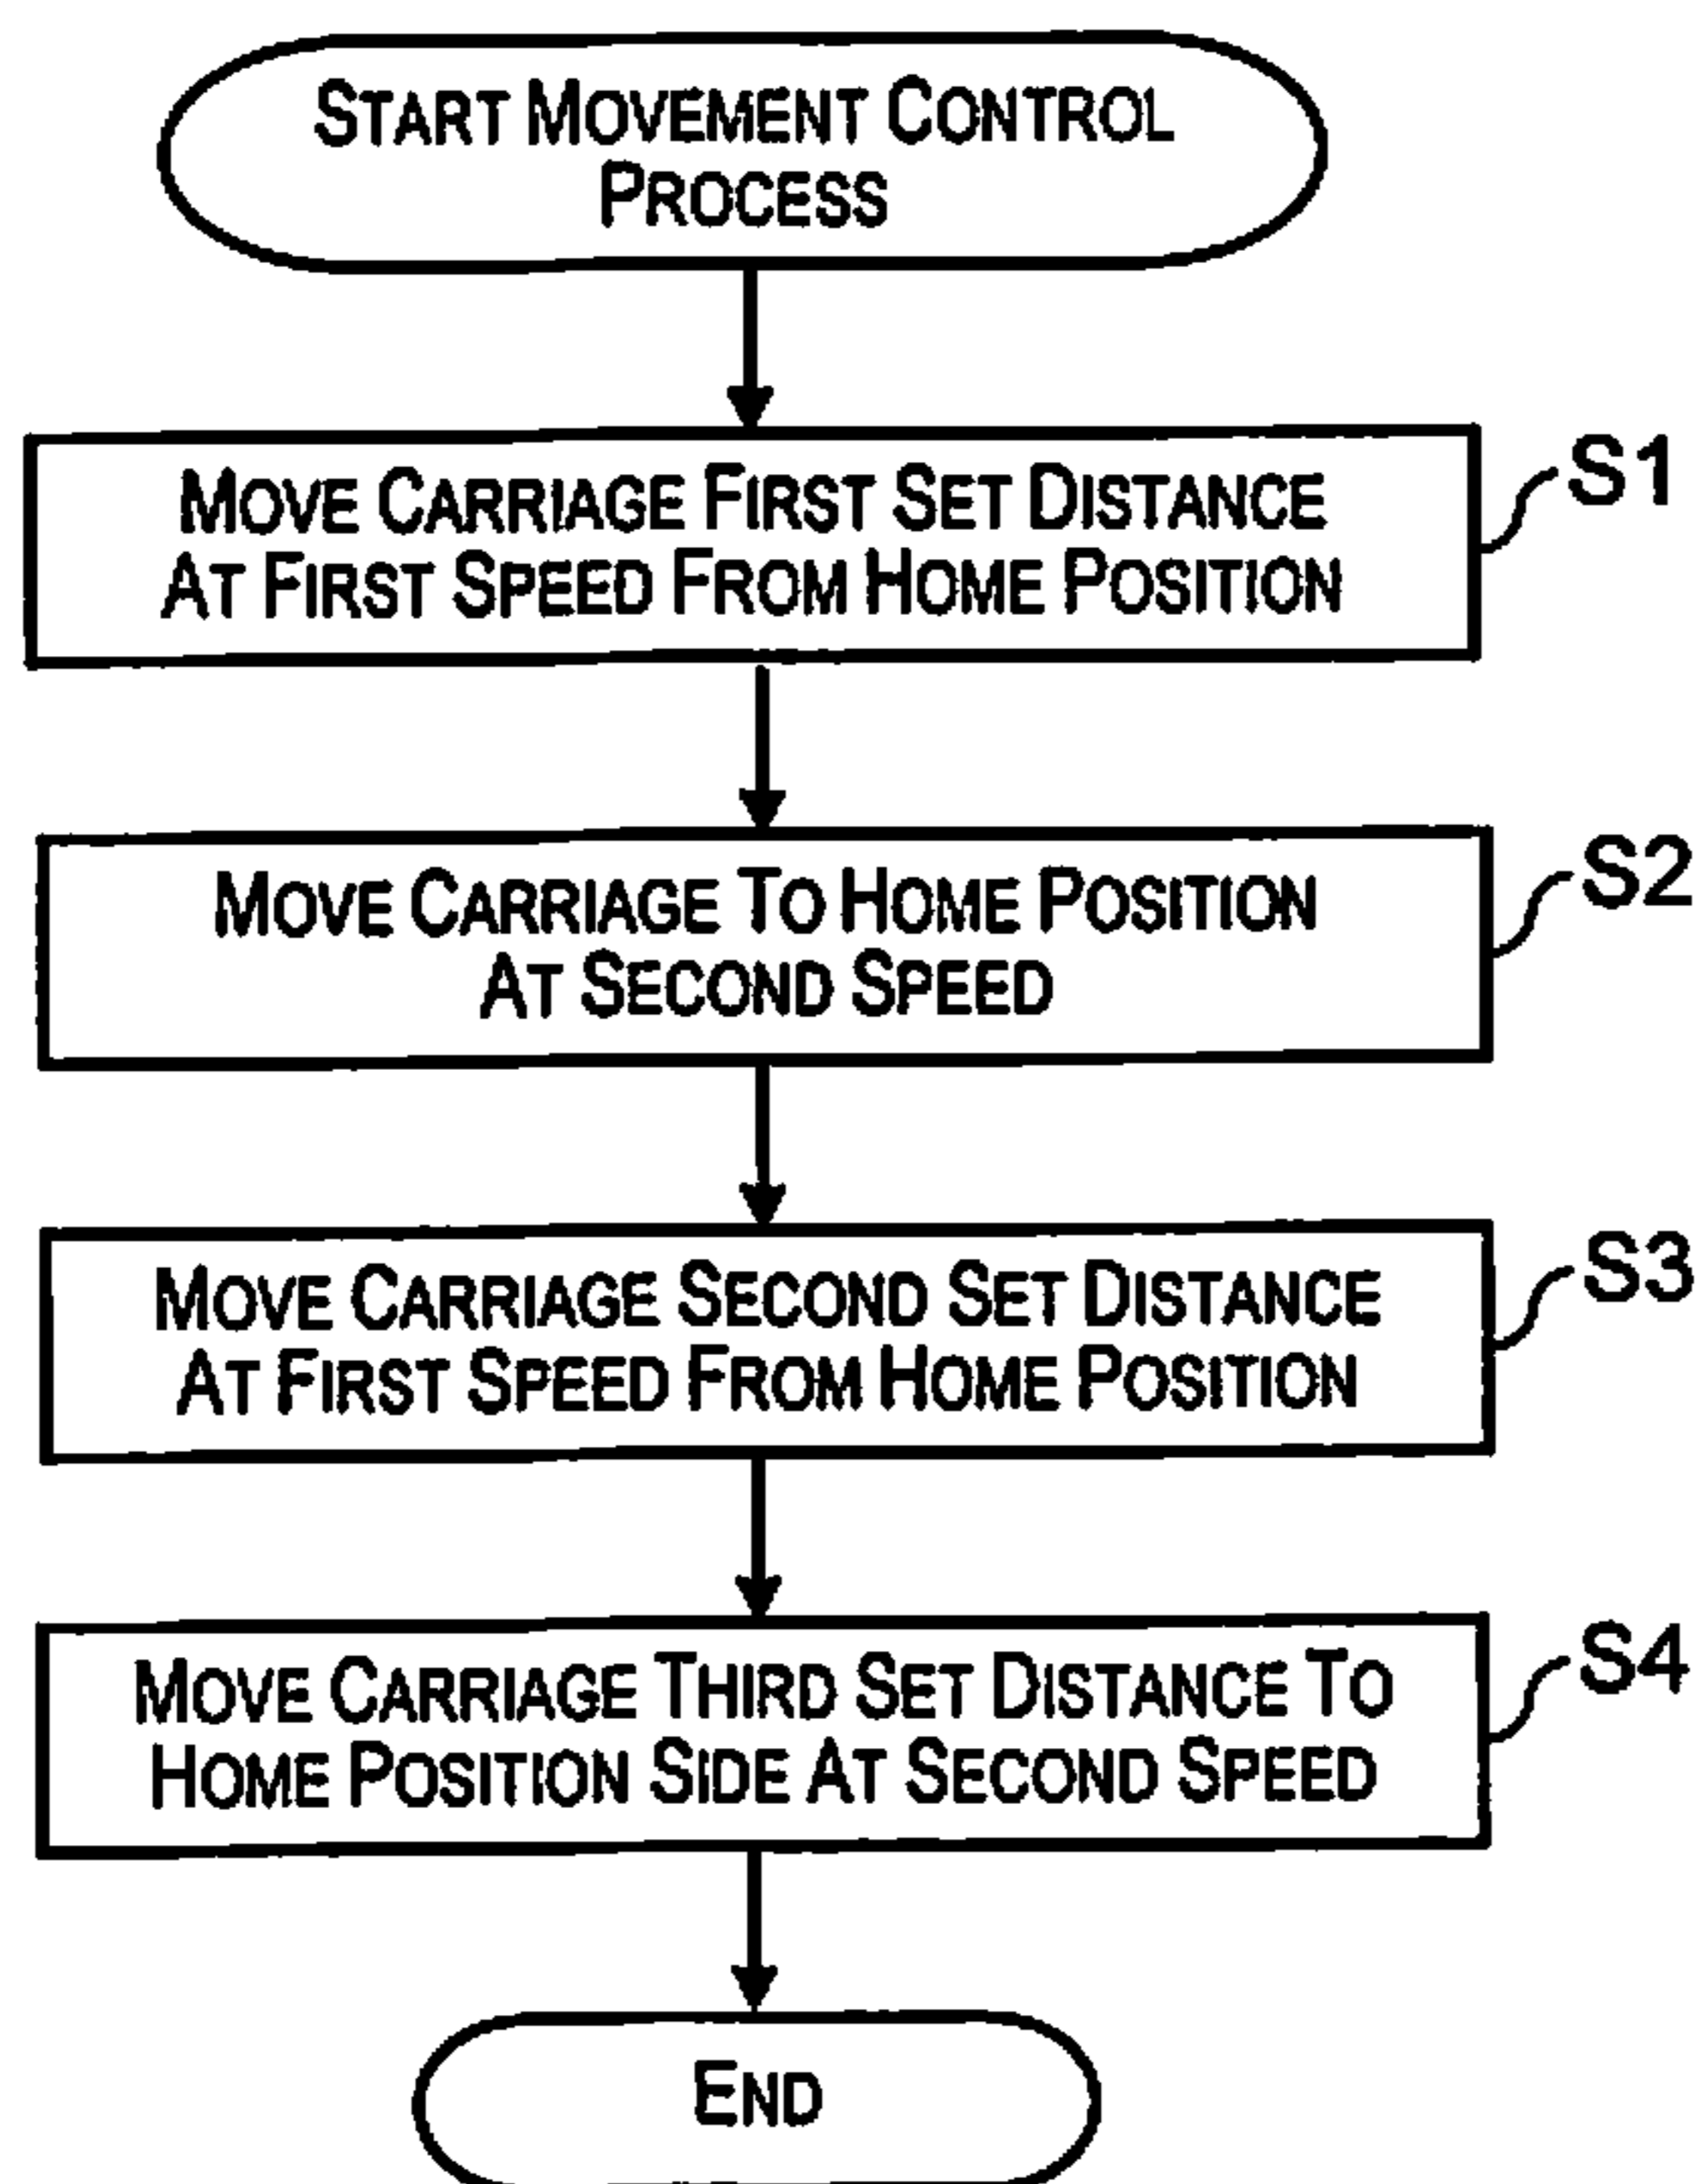 START MOVEMENT CONTROL
PROCESS
MOVE CARRIAGE FIRST SET DISTANCE
AT FIRST SPEED FROM HOME POSITION
S1
MOVE CARRIAGE TO HOME POSITION
AT SECOND SPEED
S2
MOVE CARRIAGE SECOND SET DISTANCE
AT FIRST SPEED FROM HOME POSITION
S3
MOVE CARRIAGE THIRD SET DISTANCE TO
HOME POSITION SIDE AT SECOND SPEED
S4
END